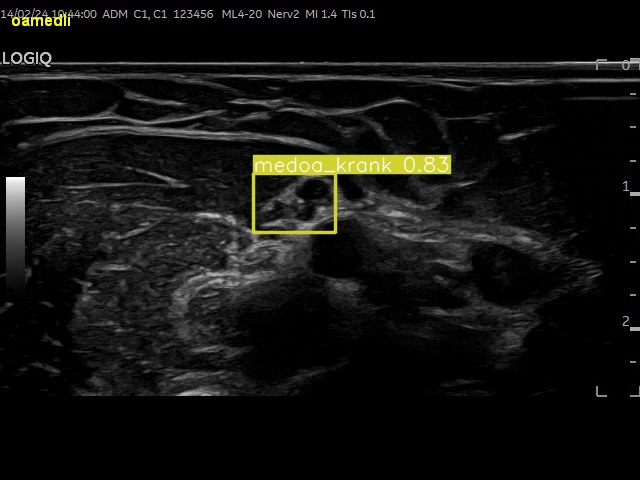 14/02/24 10:44:00 ADM C1, C1 123456 ML4-20 Nerv2 MI 1.4 TIs 0.1
oamedli
LOGIQ
0
medoa_krank 0.83
1
2